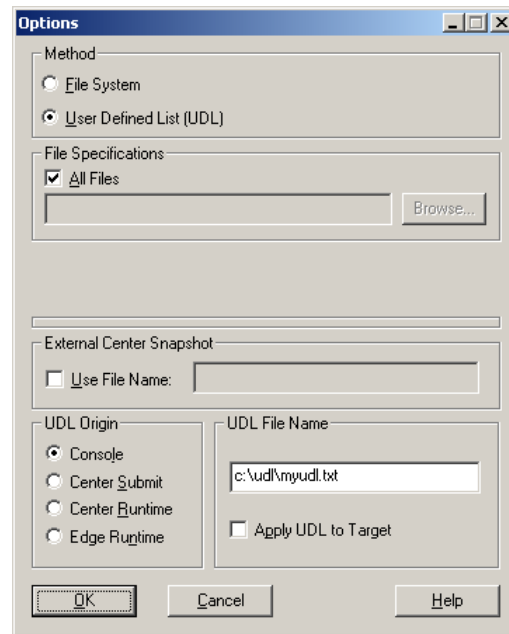 Options
Method
File System
User Defined List (UDL)
File Specifications
All Files
Browse...
External Center Snapshot
Use File Name:
UDL Origin
Console
Center Submit
Center Runtime
Edge Runtime
UDL File Name
c:\udl\myudl.txt
Apply UDL to Target
OK
Cancel
Help